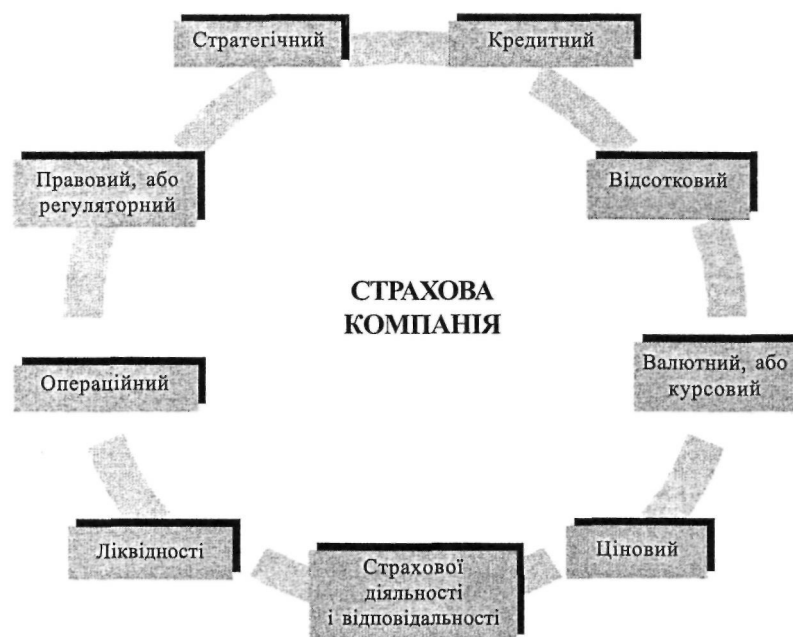 Стратегічний
Кредитний
Правовий, або
регуляторний
Відсотковий
СТРАХОВА
КОМПАНІЯ
Операційний
Валютний, або
курсовий
Ліквідності
Страхової
діяльності
і відповідальності
Ціновий